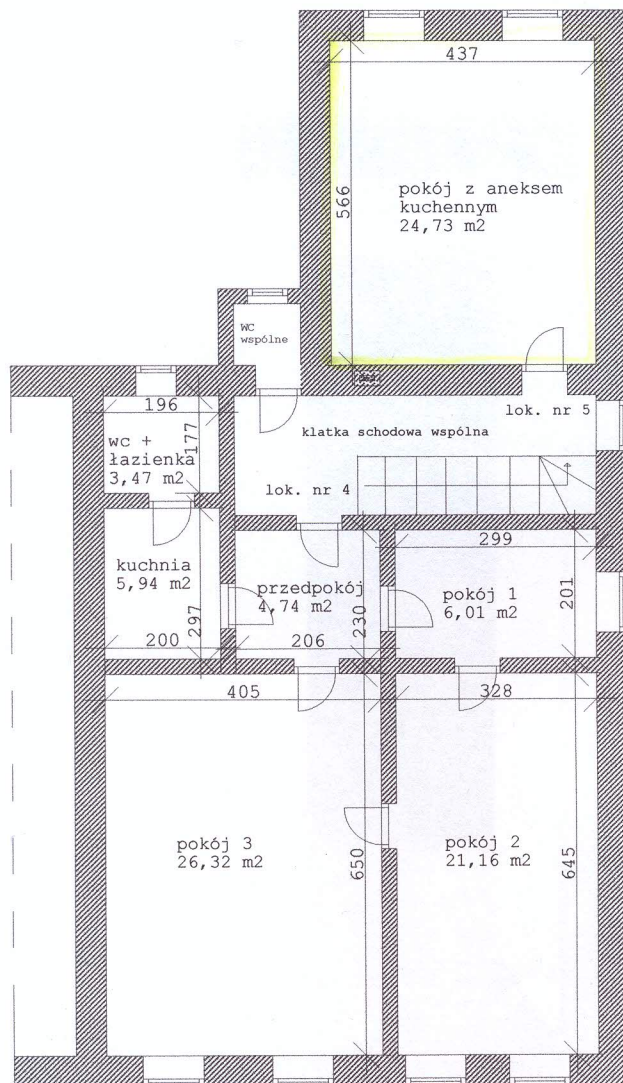 437
566
pokój z aneksem
kuchennym
24,73 m2
WC
wspólne
lok. nr 5
klatka schodowa wspólna
196
177
wc +
łazienka
3,47 m2
lok. nr 4
299
kuchnia
5,94 m2
297
przedpokój
4,74 m2
230
pokój 1
6,01 m2
201
200
206
405
328
pokój 3
26,32 m2
650
pokój 2
21,16 m2
645